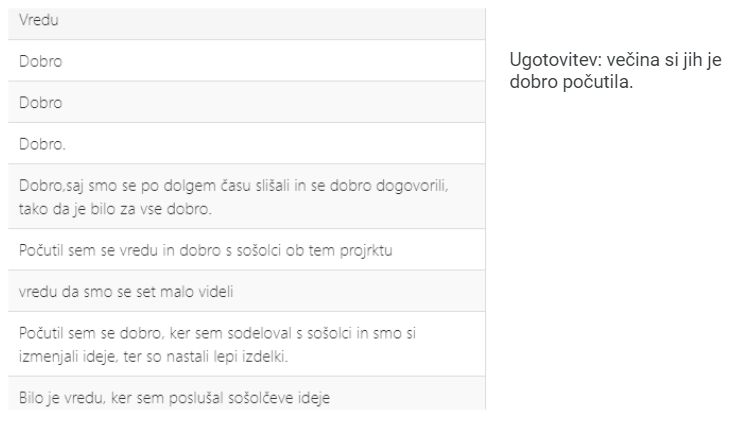 Vredu
Dobro
Dobro
Dobro.
Dobro,saj smo se po dolgem času slišali in se dobro dogovorili,
tako da je bilo za vse dobro.
Počutil sem se vredu in dobro s sošolci ob tem projrktu
vredu da smo se set malo videli
Počutil sem se dobro, ker sem sodeloval s sošolci in smo si
izmenjali ideje, ter so nastali lepi izdelki.
Bilo je vredu, ker sem poslušal sošolčeve ideje
Ugotovitev: večina si jih je
dobro počutila.